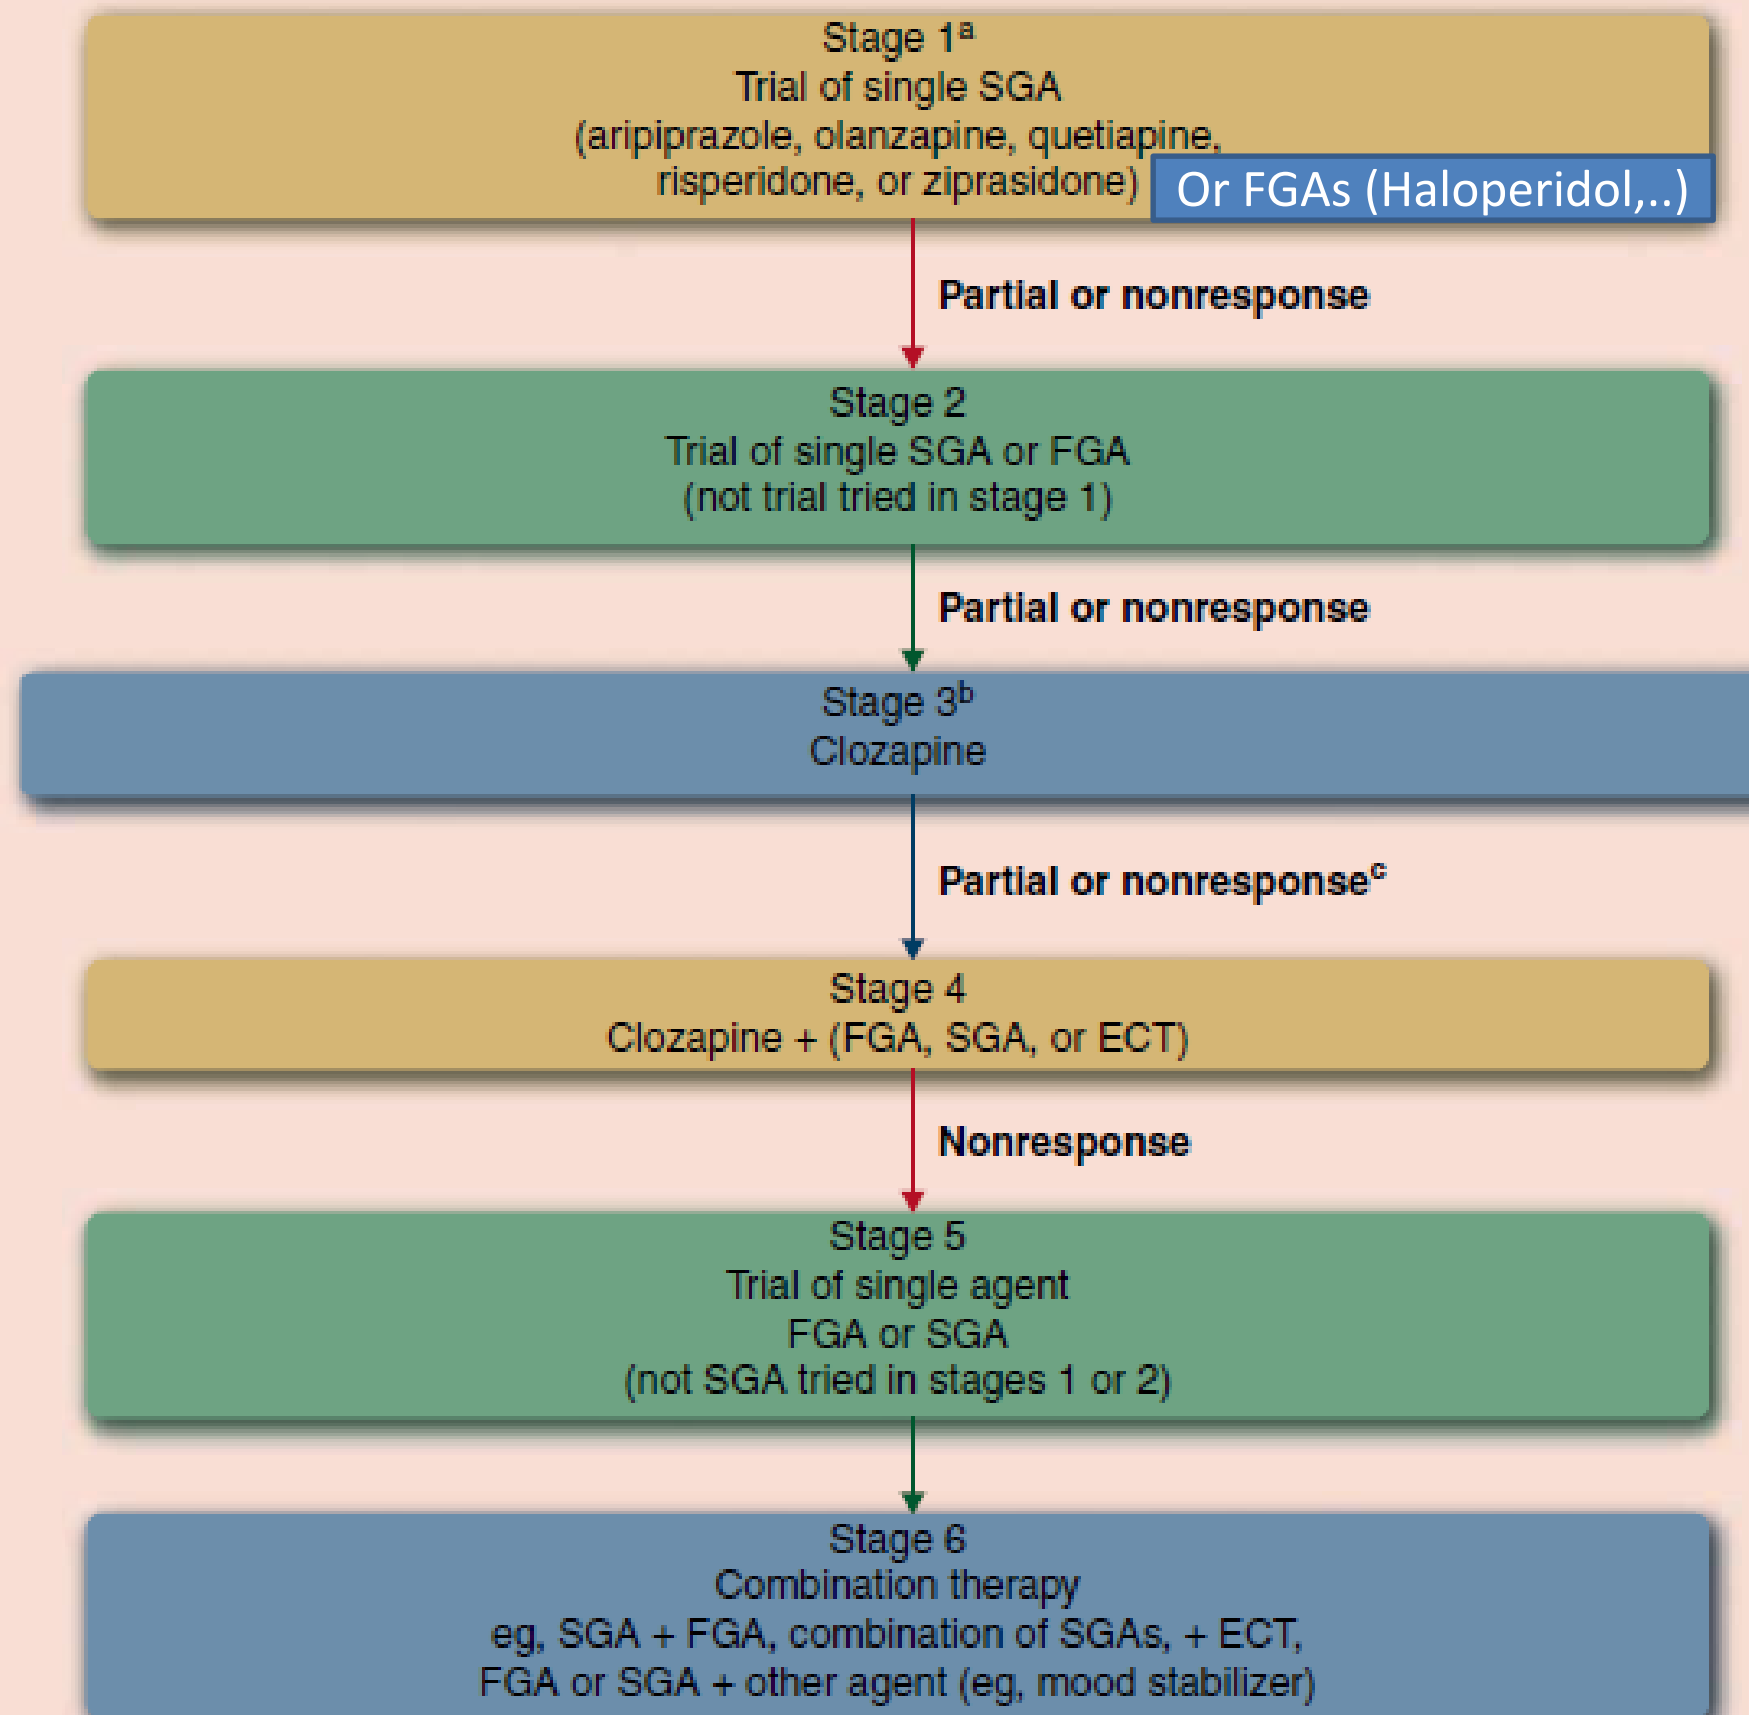 Stage 1ª
Trial of single SGA
(aripiprazole, olanzapine, quetiapine,
risperidone, or ziprasidone)
Or FGAs (Haloperidol,..)
Partial or nonresponse
Stage 2
Trial of single SGA or FGA
(not trial tried in stage 1)
Partial or nonresponse
Stage 3ᵇ
Clozapine
Partial or nonresponseᶜ
Stage 4
Clozapine + (FGA, SGA, or ECT)
Nonresponse
Stage 5
Trial of single agent
FGA or SGA
(not SGA tried in stages 1 or 2)
Stage 6
Combination therapy
eg, SGA + FGA, combination of SGAs, + ECT,
FGA or SGA + other agent (eg, mood stabilizer)